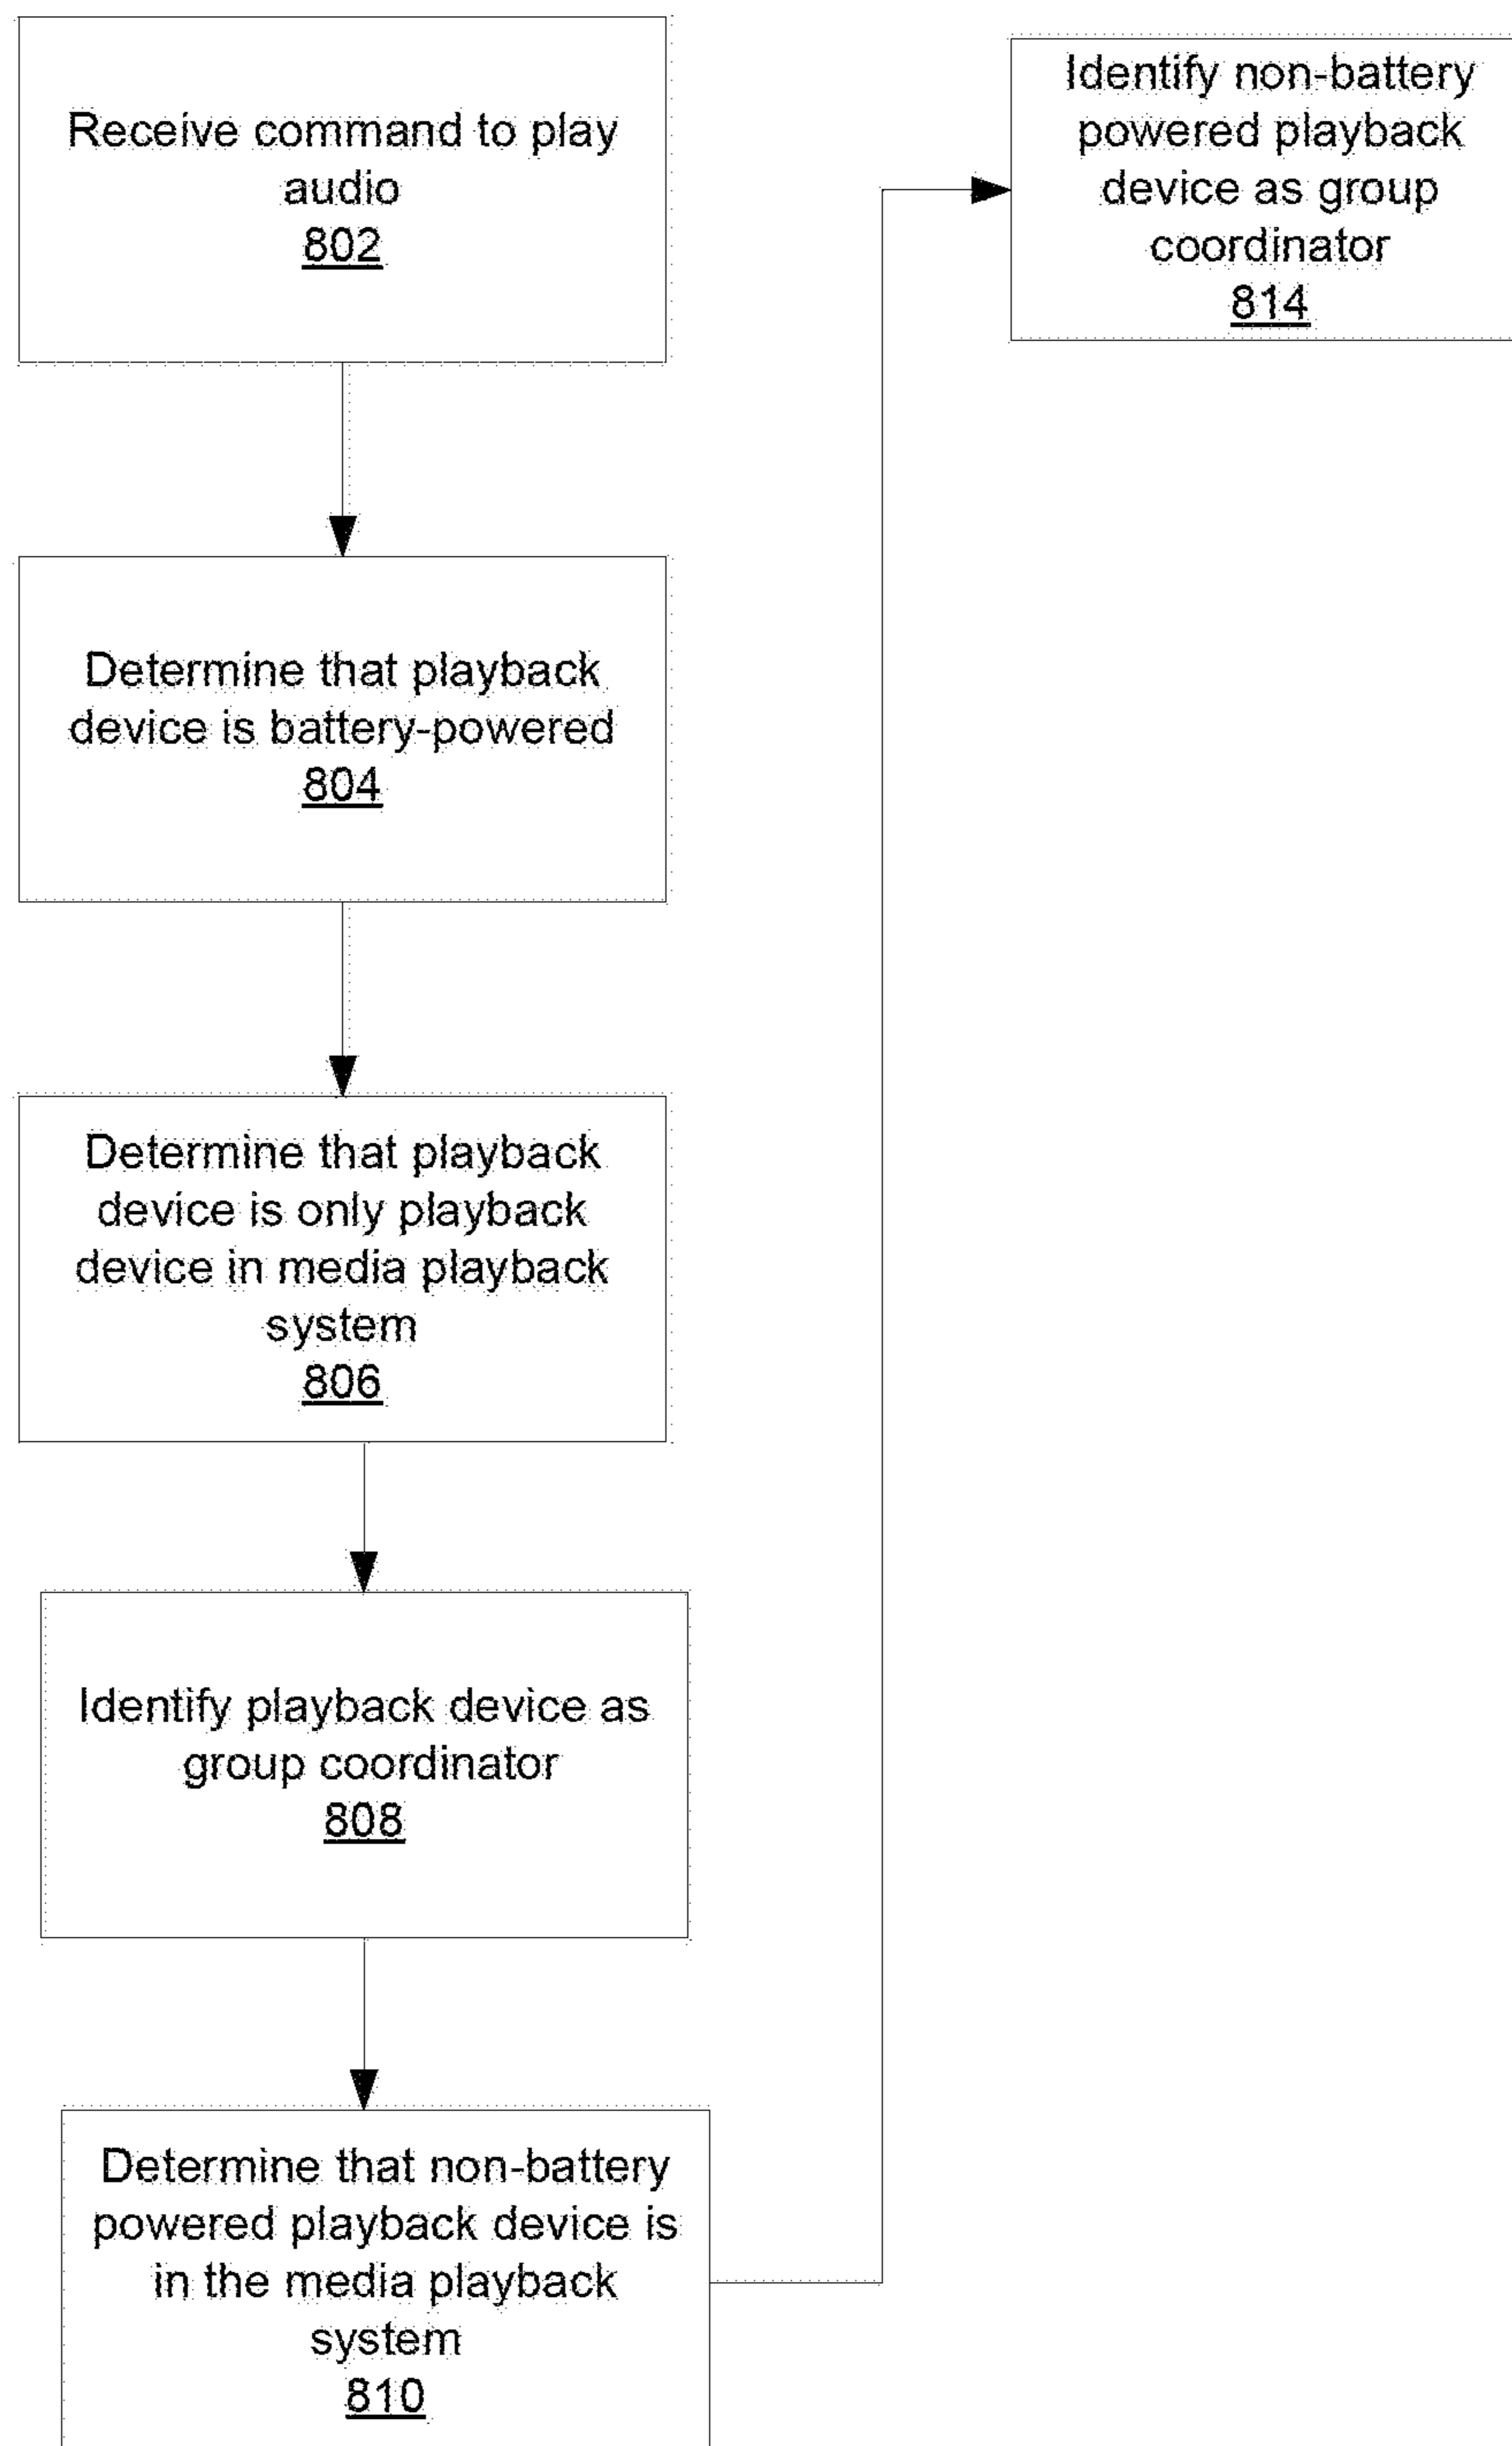 Receive command to play
audio
802
Determine that playback
device is battery-powered
804
Determine that playback
device is only playback
device in media playback
system
806
Identify playback device as
group coordinator
808
Determine that non-battery
powered playback device is
in the media playback
system
810
Identify non-battery
powered playback
device as group
coordinator
814